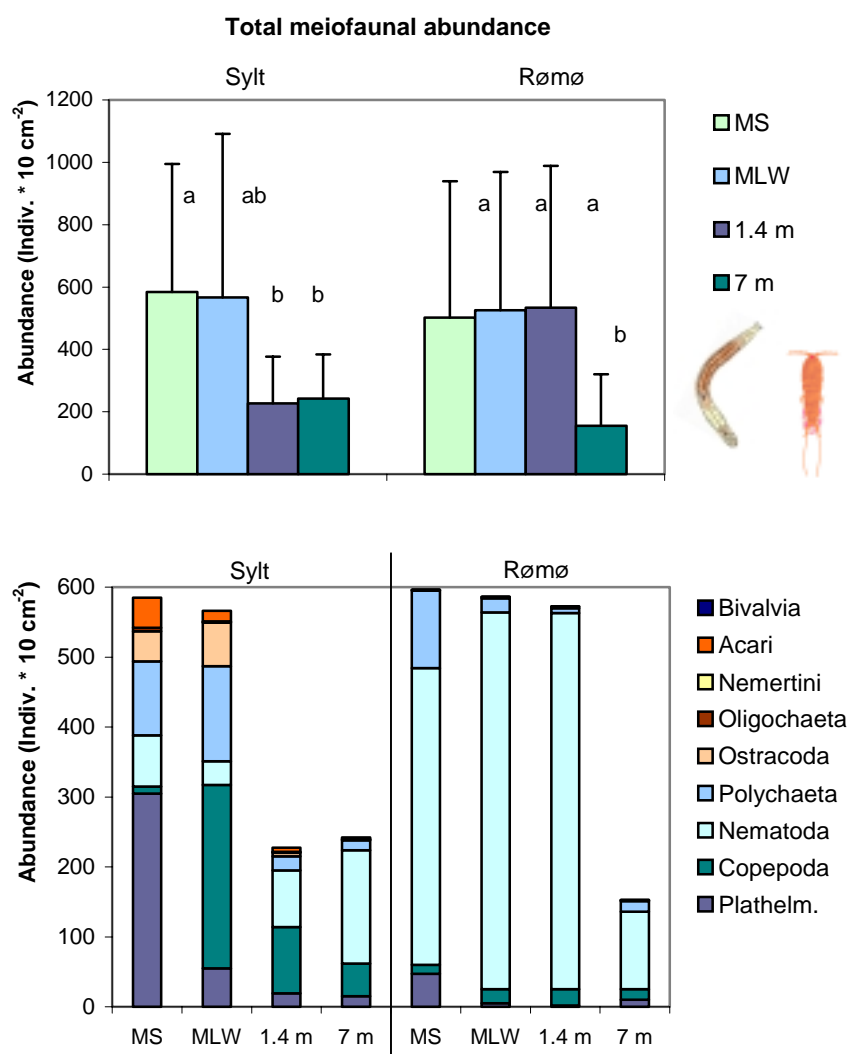 Total meiofaunal abundance
Sylt Rømø
Abundance (Indiv. * 10 cm-2)
1200
1000
800
600
400
200
0
a ab b b a a a b
MS
MLW
1.4 m
7 m
Sylt Rømø
Abundance (Indiv. * 10 cm-2)
600
500
400
300
200
100
0
MS MLW 1.4 m 7 m MS MLW 1.4 m 7 m
Bivalvia
Acari
Nemertini
Oligochaeta
Ostracoda
Polychaeta
Nematoda
Copepoda
Plathelm.